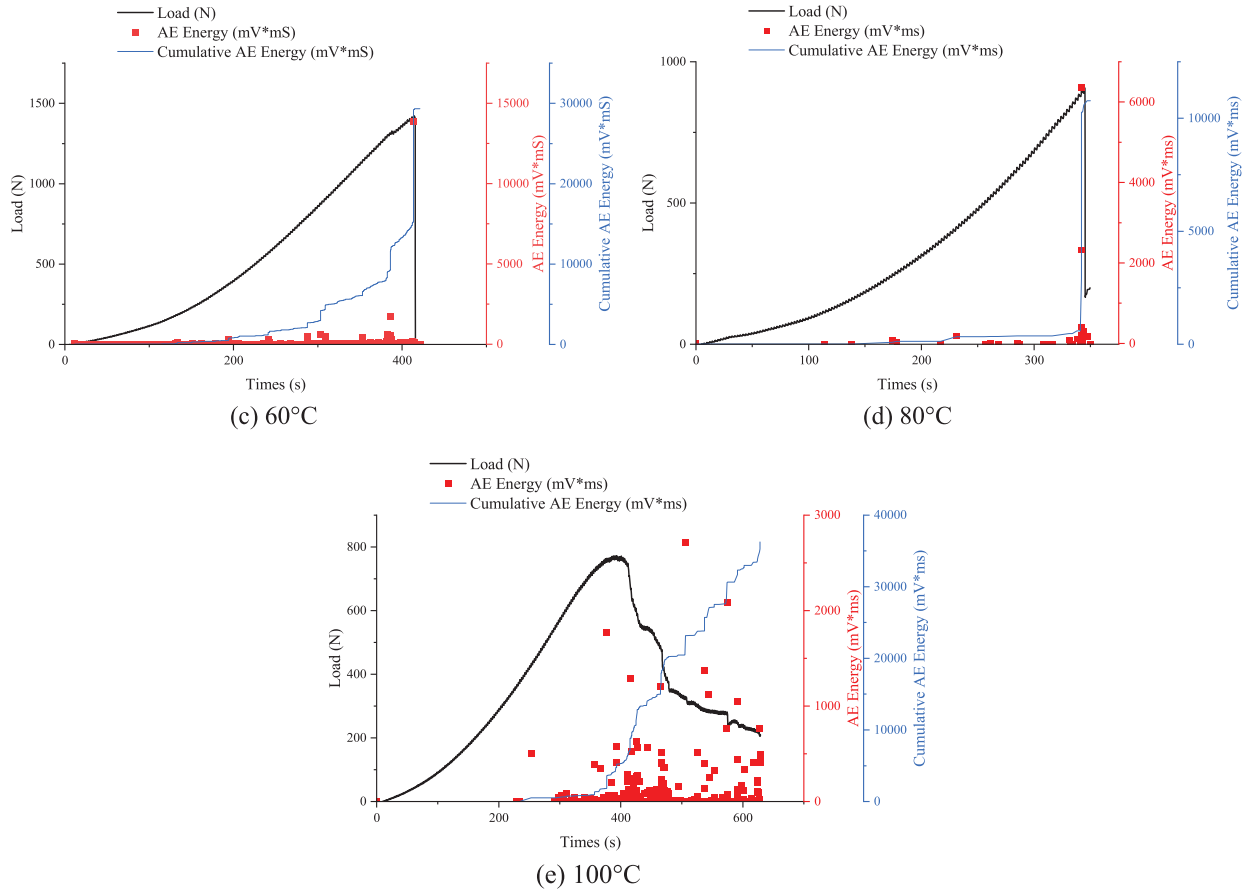 Load (N)
AE Energy (mV*mS)
Cumulative AE Energy (mV*mS)
1500
1000
500
0
Load (N)
0
200
400
Times (s)
15000
10000
5000
0
AE Energy (mV*mS)
30000
20000
10000
0
Cumulative AE Energy (mV*mS)
(c) 60°C
Load (N)
AE Energy (mV*ms)
Cumulative AE Energy (mV*ms)
1000
500
0
Load (N)
0
100
200
300
Times (s)
6000
4000
2000
0
AE Energy (mV*ms)
10000
5000
0
Cumulative AE Energy (mV*ms)
(d) 80°C
Load (N)
AE Energy (mV*ms)
Cumulative AE Energy (mV*ms)
800
600
400
200
0
Load (N)
0
200
400
600
Times (s)
3000
2000
1000
0
AE Energy (mV*ms)
40000
30000
20000
10000
0
Cumulative AE Energy (mV*ms)
(e) 100°C